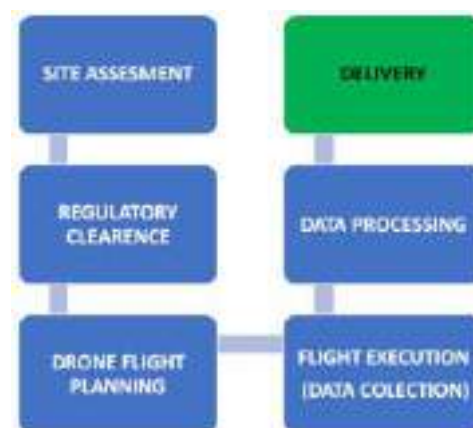 SITE ASSESMENT
REGULATORY
CLEARENCE
DRONE FLIGHT
PLANNING
FLIGHT EXECUTION
(DATA COLECTION)
DATA PROCESSING
DELIVERY